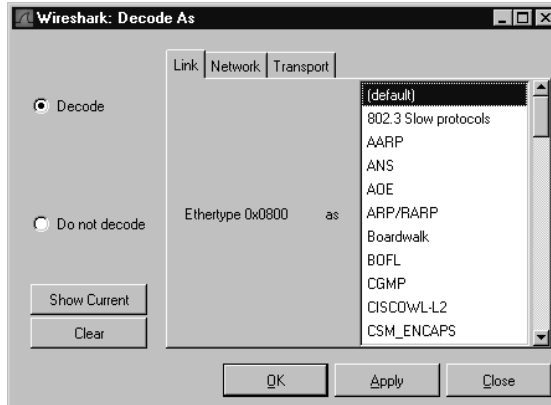 Wireshark: Decode As
Link Network Transport
Decode
Do not decode
Show Current
Clear
Ethertype 0x0800 as
(default)
802.3 Slow protocols
AARP
ANS
AOE
ARP/RARP
Boardwalk
BOFL
CGMP
CISCOWL-L2
CSM_ENCAPS
OK Apply Close